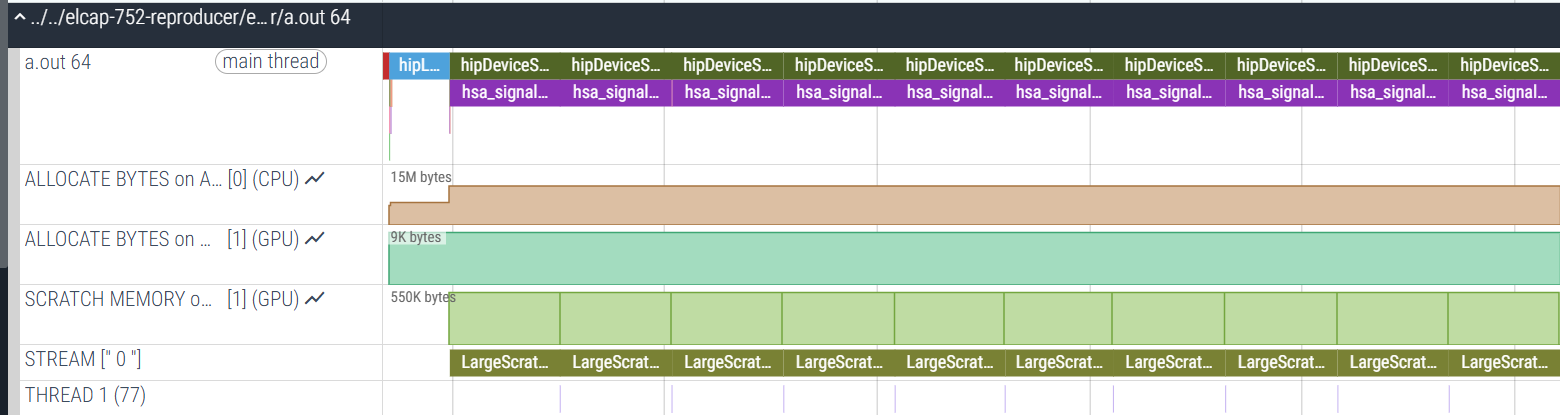 ../../elcap-752-reproducer/e… r/a.out 64
a.out 64 main thread
hipL… hipDeviceS… hipDeviceS… hipDeviceS… hipDeviceS… hipDeviceS… hipDeviceS… hipDeviceS… hipDeviceS… hipDeviceS… hipDeviceS…
hsa_signal… hsa_signal… hsa_signal… hsa_signal… hsa_signal… hsa_signal… hsa_signal… hsa_signal… hsa_signal… hsa_signal…
ALLOCATE BYTES on A… [0] (CPU)
15M bytes
ALLOCATE BYTES on … [1] (GPU)
9K bytes
SCRATCH MEMORY o… [1] (GPU)
550K bytes
STREAM [" 0 "]
LargeScrat… LargeScrat… LargeScrat… LargeScrat… LargeScrat… LargeScrat… LargeScrat… LargeScrat… LargeScrat… LargeScrat…
THREAD 1 (77)